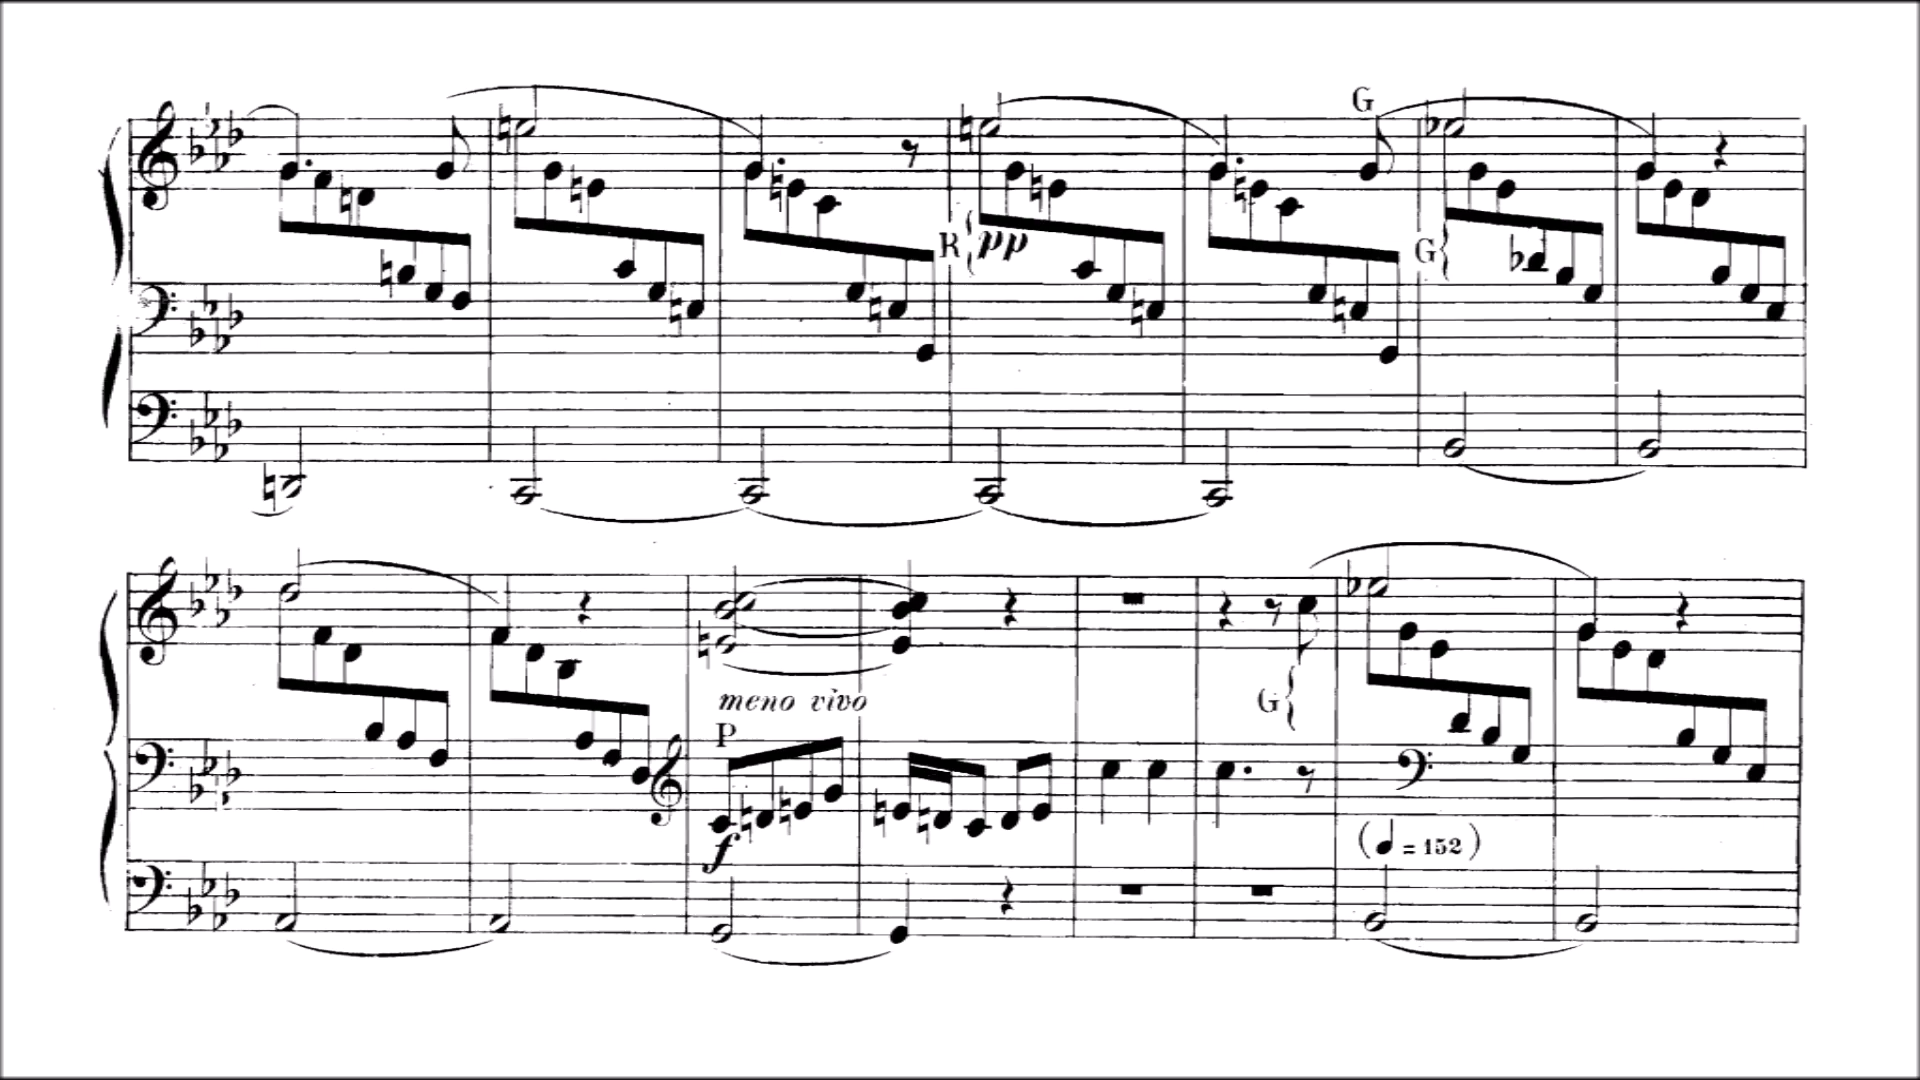 G
R pp
G
meno vivo
P
G
f
(♩ = 152)